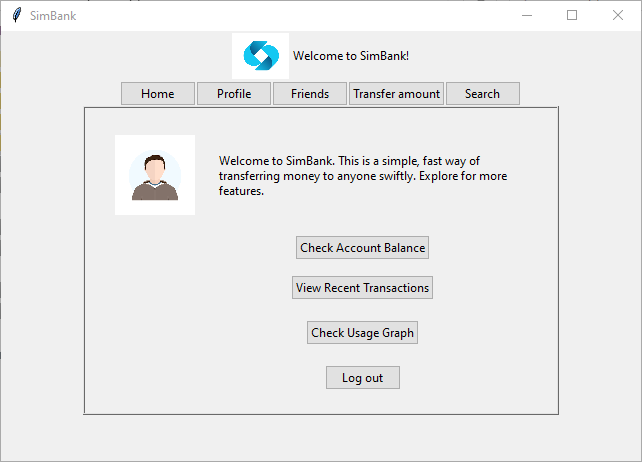 SimBank
Welcome to SimBank!
Home Profile Friends Transfer amount Search
Welcome to SimBank. This is a simple, fast way of
transferring money to anyone swiftly. Explore for more
features.
Check Account Balance
View Recent Transactions
Check Usage Graph
Log out